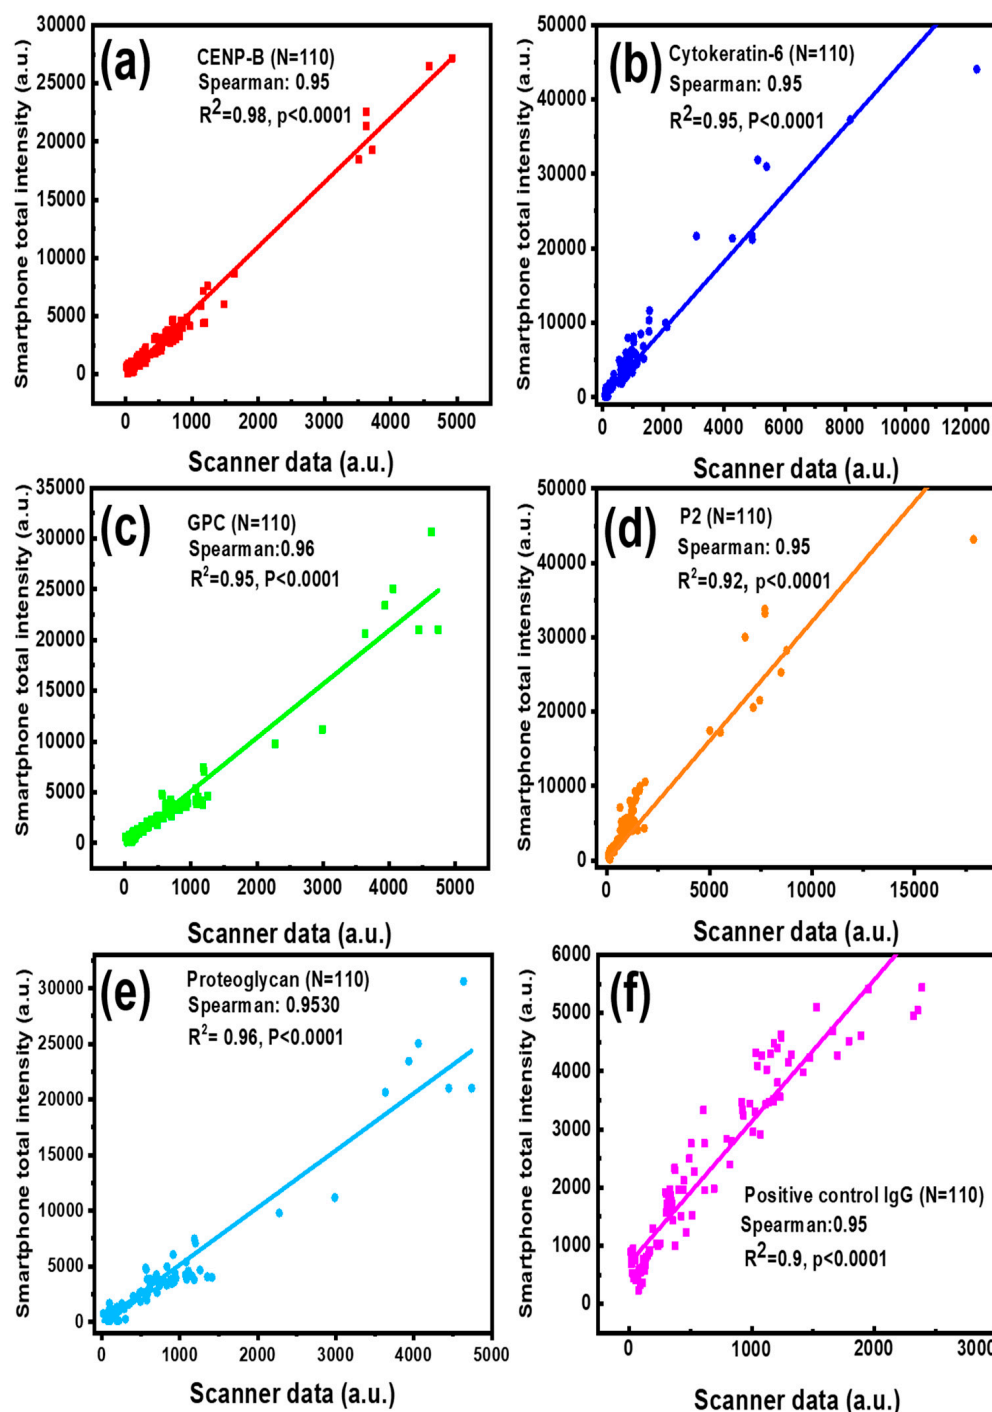 (a)
CENP-B (N=110)
Spearman: 0.95
R²=0.98, p<0.0001
Smartphone total intensity (a.u.)
30000
25000
20000
15000
10000
5000
0
0 1000 2000 3000 4000 5000
Scanner data (a.u.)
(b)
Cytokeratin-6 (N=110)
Spearman: 0.95
R²=0.95, P<0.0001
Smartphone total intensity (a.u.)
50000
40000
30000
20000
10000
0
0 2000 4000 6000 8000 10000 12000
Scanner data (a.u.)
(c)
GPC (N=110)
Spearman:0.96
R²=0.95, P<0.0001
Smartphone total intensity (a.u.)
35000
30000
25000
20000
15000
10000
5000
0
0 1000 2000 3000 4000 5000
Scanner data (a.u.)
(d)
P2 (N=110)
Spearman: 0.95
R²=0.92, p<0.0001
Smartphone total intensity (a.u.)
50000
40000
30000
20000
10000
0
0 5000 10000 15000
Scanner data (a.u.)
(e)
Proteoglycan (N=110)
Spearman: 0.9530
R²= 0.96, P<0.0001
Smartphone total intensity (a.u.)
30000
25000
20000
15000
10000
5000
0
0 1000 2000 3000 4000 5000
Scanner data (a.u.)
(f)
Positive control IgG (N=110)
Spearman:0.95
R²=0.9, p<0.0001
Smartphone total intensity (a.u.)
6000
5000
4000
3000
2000
1000
0
0 1000 2000 3000
Scanner data (a.u.)